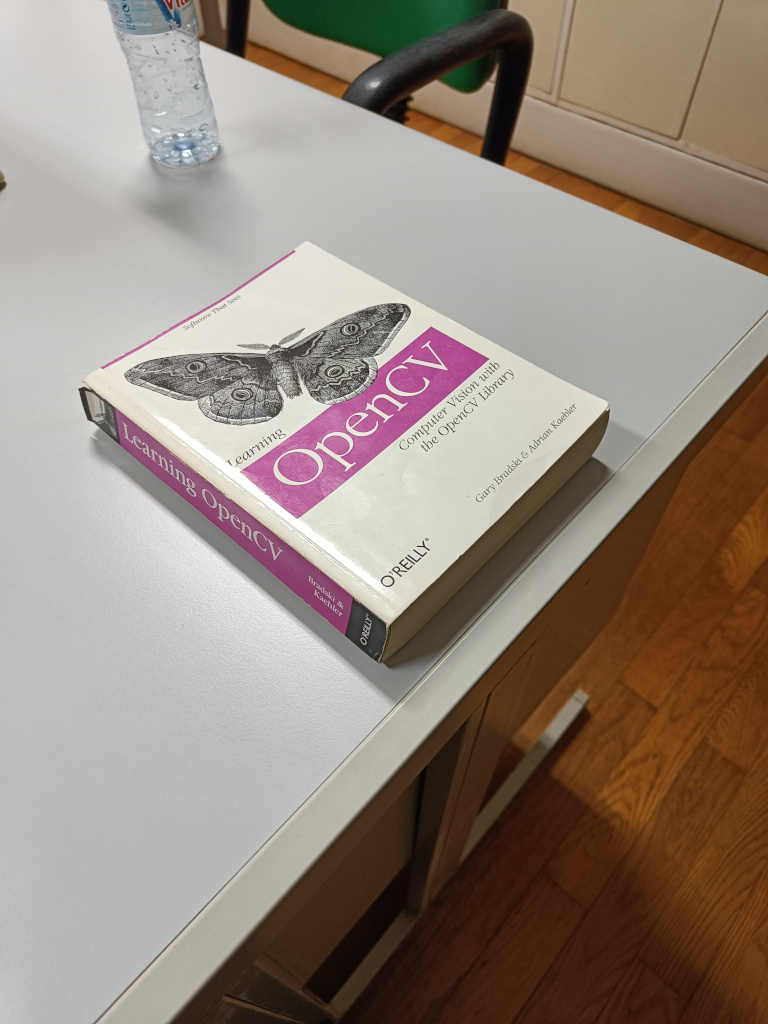 Software That Sees
Learning
OpenCV
Computer Vision with
the OpenCV Library
Gary Bradski & Adrian Kaehler
O'REILLY®
Learning OpenCV
Bradski &
Kaehler
O'REILLY